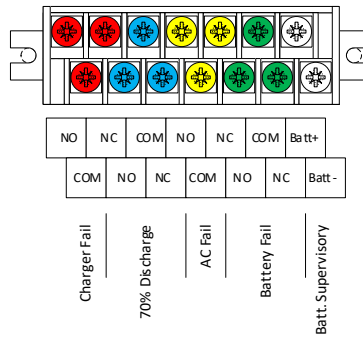 NO NC COM NO NC COM Batt+
COM NO NC COM NO NC Batt-
Charger Fail
70% Discharge
AC Fail
Battery Fail
Batt. Supervisory